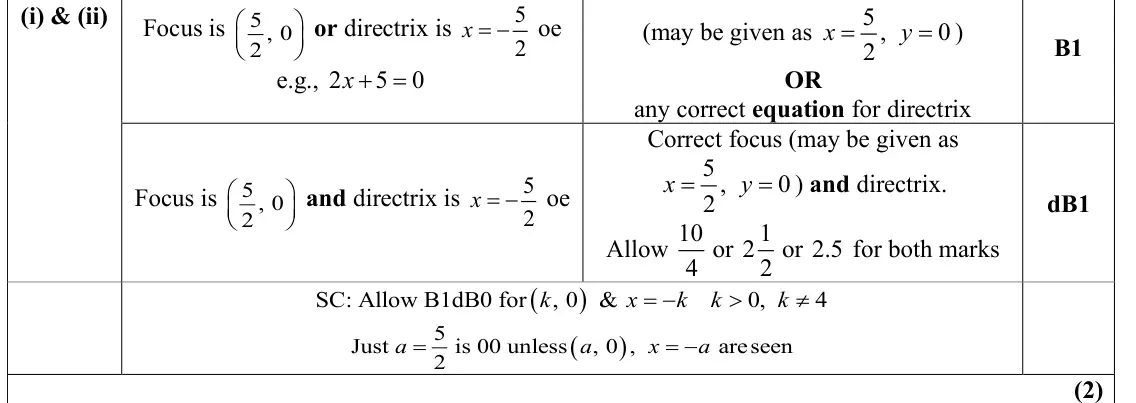 (i) & (ii)
Focus is (5/2, 0) or directrix is x = −5/2 oe
e.g., 2x + 5 = 0
(may be given as x = 5/2, y = 0)
OR
any correct equation for directrix
B1
Focus is (5/2, 0) and directrix is x = −5/2 oe
Correct focus (may be given as
x = 5/2, y = 0) and directrix.
Allow 10/4 or 2 1/2 or 2.5 for both marks
dB1
SC: Allow B1dB0 for (k, 0) & x = −k k > 0, k ≠ 4
Just a = 5/2 is 00 unless (a, 0), x = −a are seen
(2)